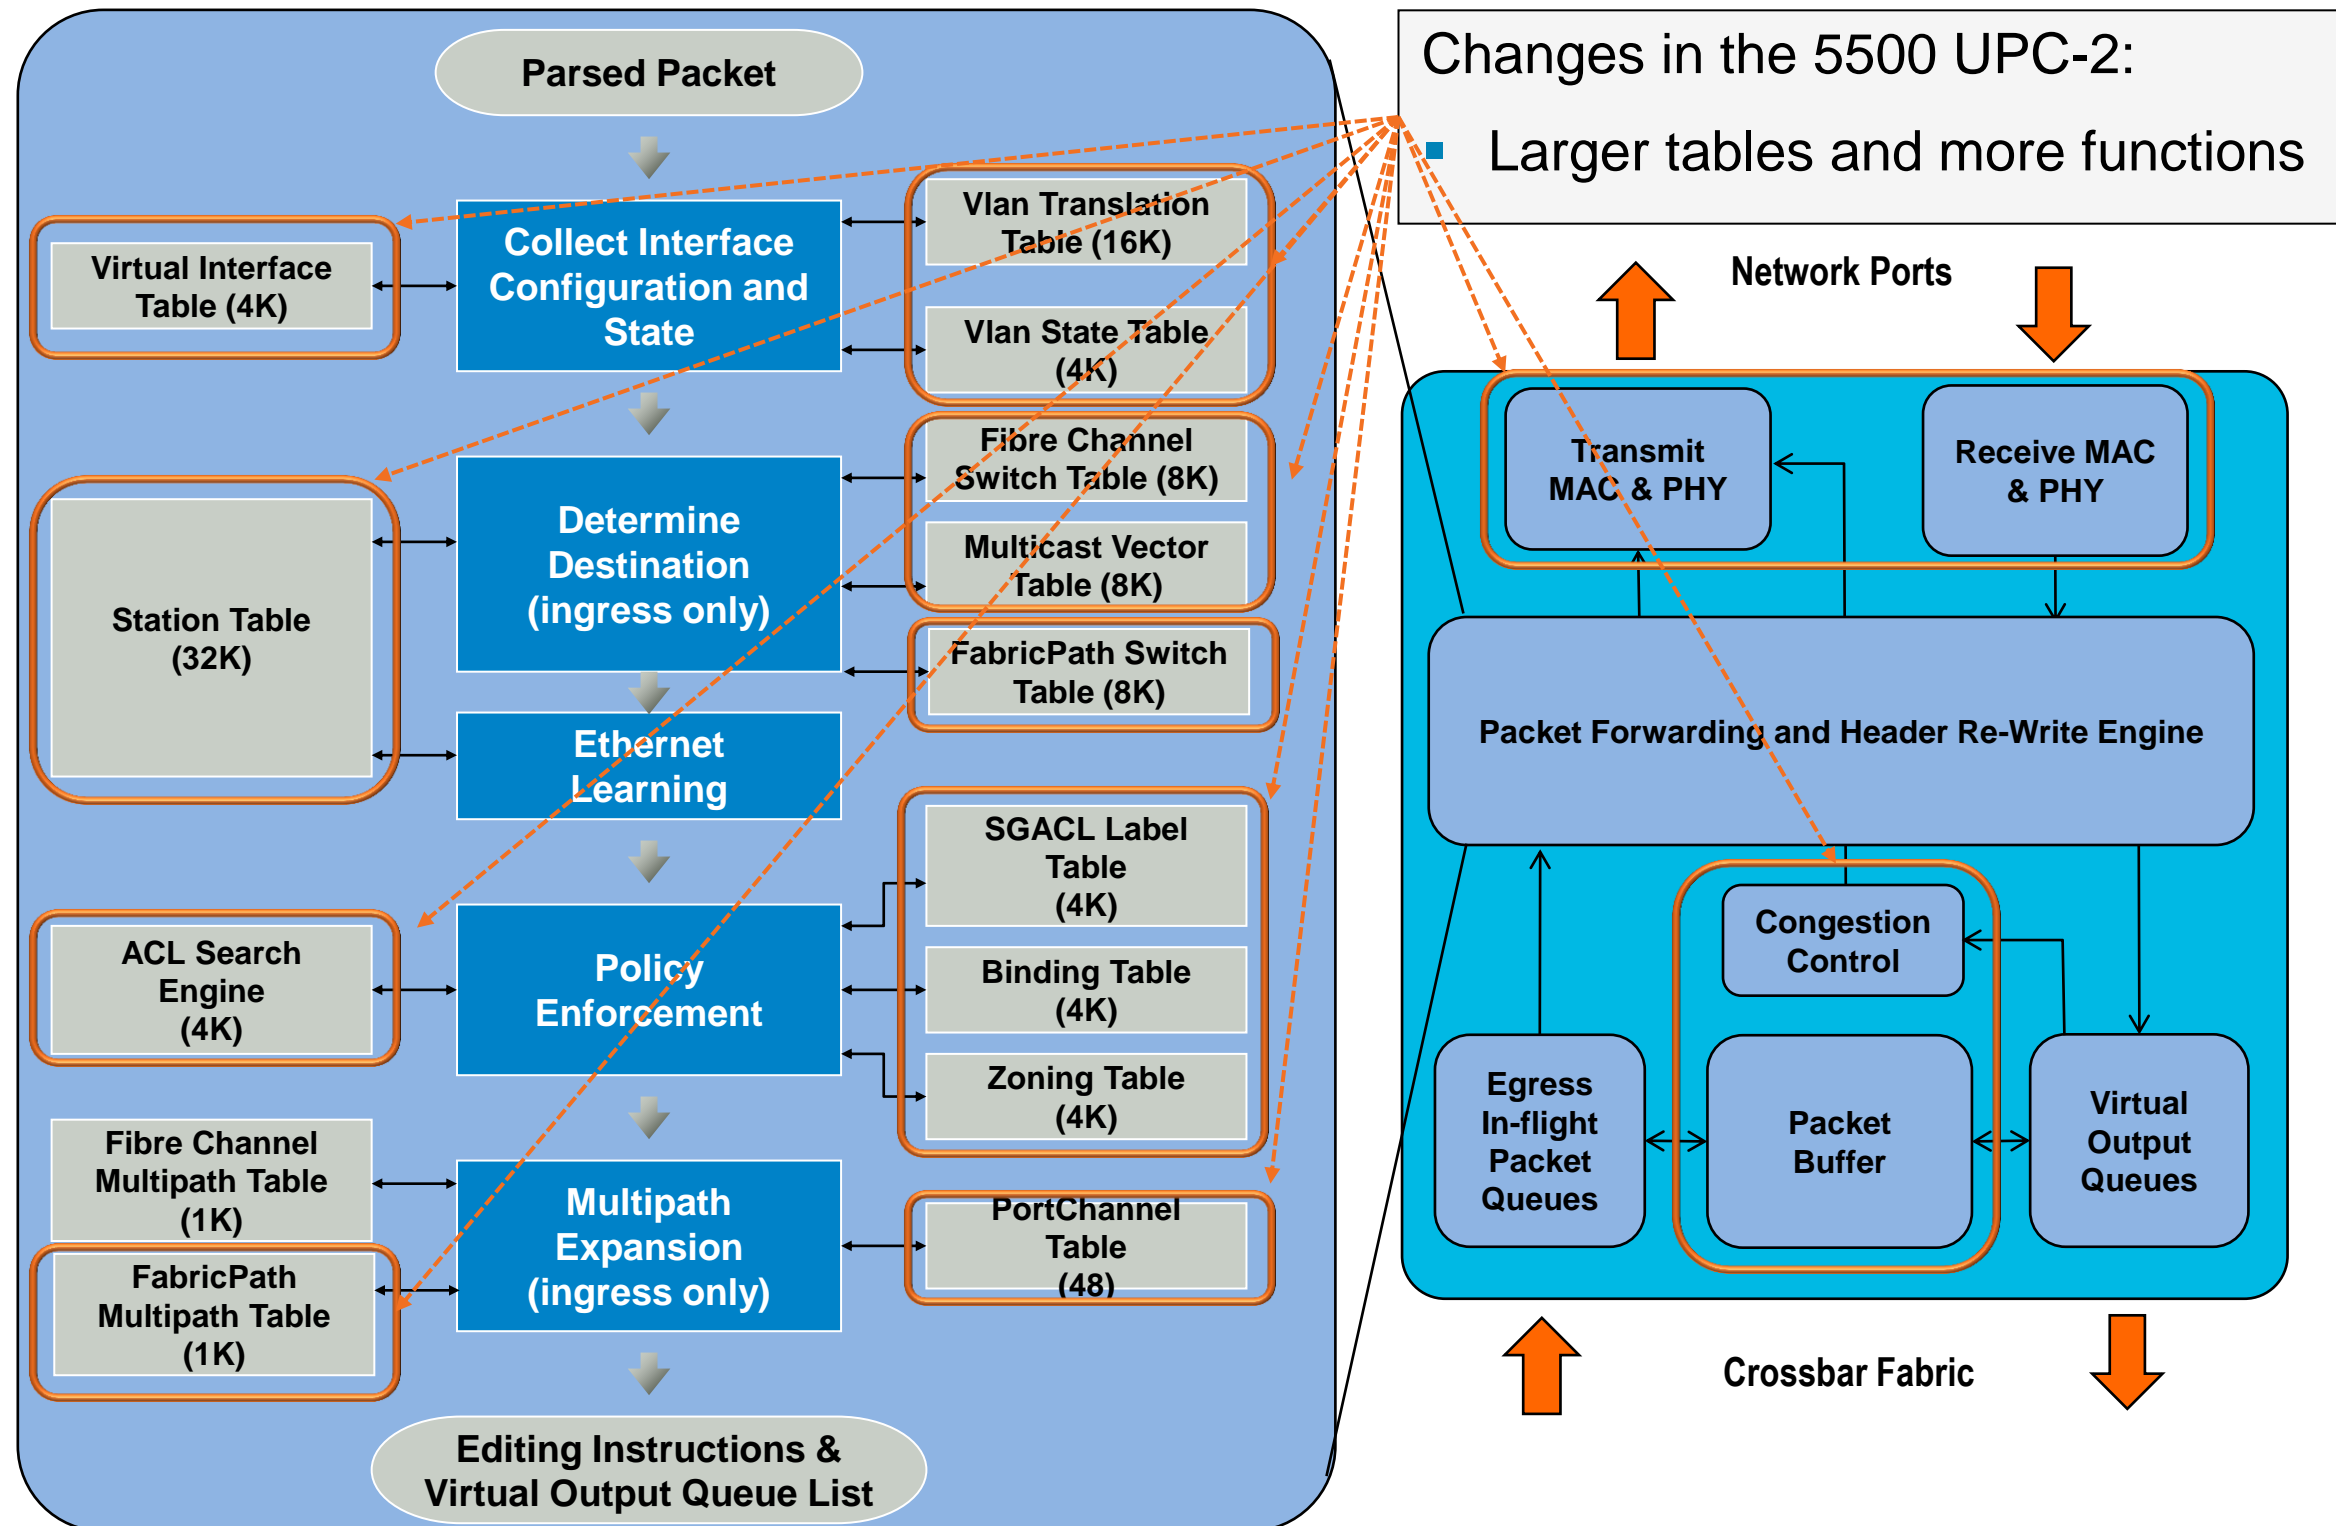 Parsed Packet
Changes in the 5500 UPC-2:
▪ Larger tables and more functions
Virtual Interface
Table (4K)
Collect Interface
Configuration and
State
Vlan Translation
Table (16K)
Vlan State Table
(4K)
Station Table
(32K)
Determine
Destination
(ingress only)
Fibre Channel
Switch Table (8K)
Multicast Vector
Table (8K)
FabricPath Switch
Table (8K)
Ethernet
Learning
ACL Search
Engine
(4K)
Policy
Enforcement
SGACL Label
Table
(4K)
Binding Table
(4K)
Zoning Table
(4K)
Fibre Channel
Multipath Table
(1K)
FabricPath
Multipath Table
(1K)
Multipath
Expansion
(ingress only)
PortChannel
Table
(48)
Editing Instructions &
Virtual Output Queue List
Network Ports
Transmit
MAC & PHY
Receive MAC
& PHY
Packet Forwarding and Header Re-Write Engine
Congestion
Control
Egress
In-flight
Packet
Queues
Packet
Buffer
Virtual
Output
Queues
Crossbar Fabric